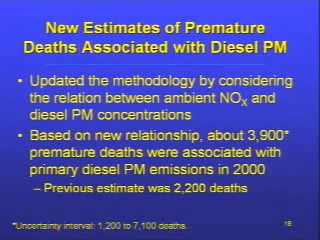 New Estimates of Premature
Deaths Associated with Diesel PM
• Updated the methodology by considering
the relation between ambient NOX and
diesel PM concentrations
• Based on new relationship, about 3,900*
premature deaths were associated with
primary diesel PM emissions in 2000
– Previous estimate was 2,200 deaths
*Uncertainty interval: 1,200 to 7,100 deaths.
18